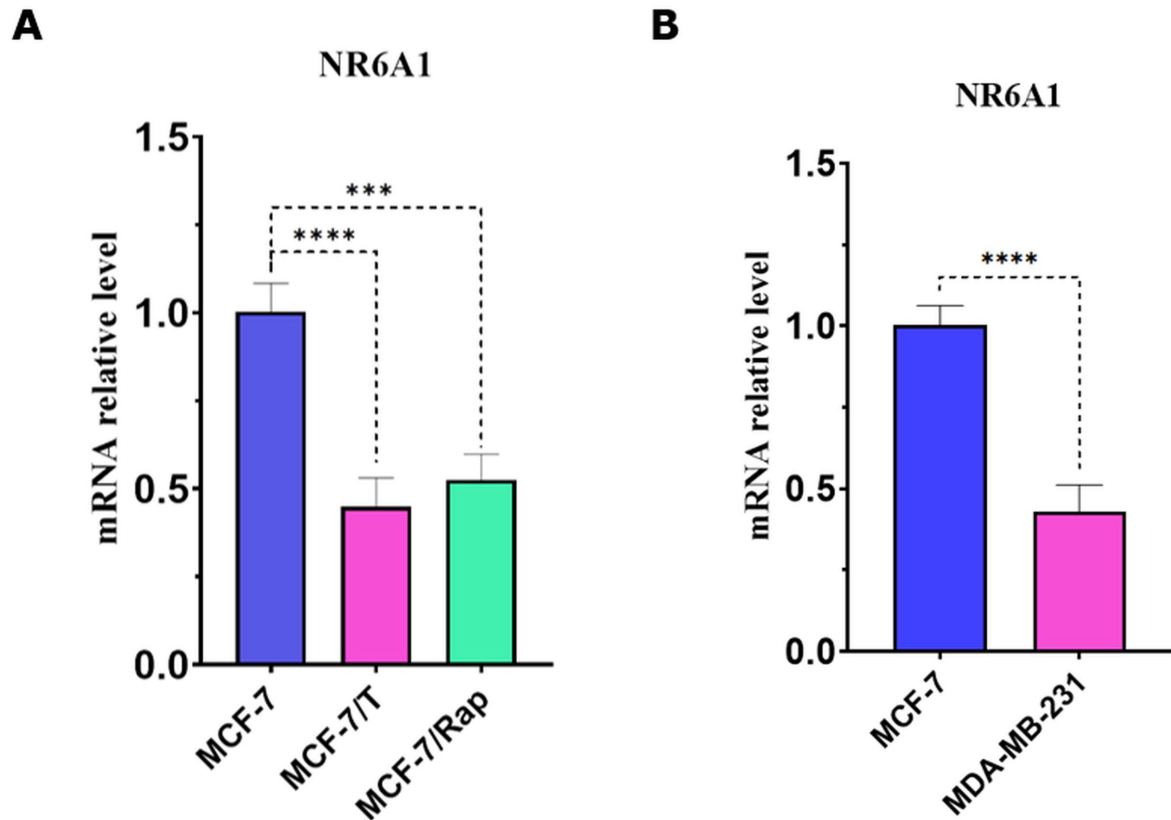 A
NR6A1
mRNA relative level
1.5
1.0
0.5
0.0
***
****
MCF-7
MCF-7/T
MCF-7/Rap
B
NR6A1
mRNA relative level
1.5
1.0
0.5
0.0
****
MCF-7
MDA-MB-231